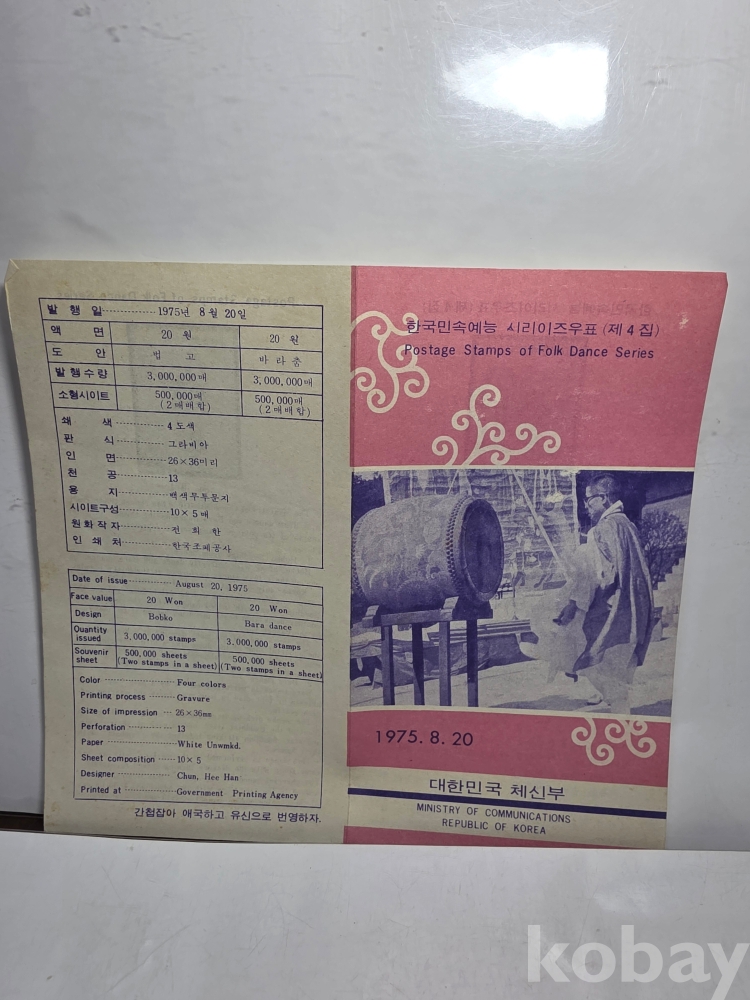 발행일 1975년 8월 20일
액면 20 원 20 원
도안 법고 바라춤
발행수량 3,000,000매 3,000,000매
소형시이트 500,000매 (2매배합) 500,000매 (2매배합)
쇄색 4도색
판식 그라비아
인면 26×36미리
천공 13
용지 백색무투문지
시이트구성 10×5매
원화작자 전희한
인쇄처 한국조폐공사
Date of issue August 20, 1975
Face value 20 Won 20 Won
Design Bobko Bara dance
Quantity issued 3,000,000 stamps 3,000,000 stamps
Souvenir sheet 500,000 sheets (Two stamps in a sheet) 500,000 sheets (Two stamps in a sheet)
Color Four colors
Printing process Gravure
Size of impression 26×36mm
Perforation 13
Paper White Unwmkd.
Sheet composition 10×5
Designer Chun, Hee Han
Printed at Government Printing Agency
간첩잡아 애국하고 유신으로 번영하자.
한국민속예능 시리이즈우표 (제4집)
Postage Stamps of Folk Dance Series
1975. 8. 20
대한민국 체신부
MINISTRY OF COMMUNICATIONS
REPUBLIC OF KOREA
kobay